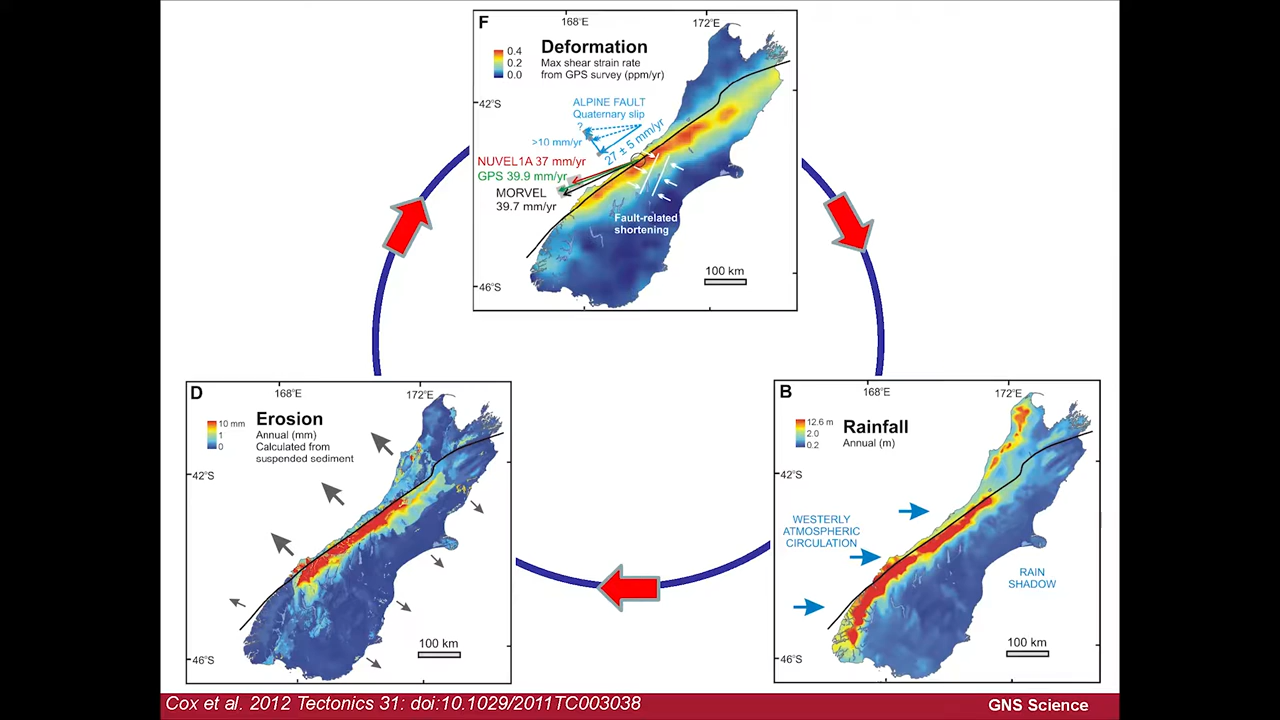 F
168°E
172°E
0.4
0.2
0.0
Deformation
Max shear strain rate
from GPS survey (ppm/yr)
42°S
ALPINE FAULT
Quaternary slip
?
>10 mm/yr
27 ± 5 mm/yr
NUVEL1A 37 mm/yr
GPS 39.9 mm/yr
MORVEL
39.7 mm/yr
Fault-related
shortening
100 km
46°S
D
168°E
172°E
10 mm
1
0
Erosion
Annual (mm)
Calculated from
suspended sediment
42°S
100 km
46°S
B
168°E
172°E
12.6 m
2.0
0.2
Rainfall
Annual (m)
42°S
WESTERLY
ATMOSPHERIC
CIRCULATION
RAIN
SHADOW
100 km
46°S
Cox et al. 2012 Tectonics 31: doi:10.1029/2011TC003038
GNS Science